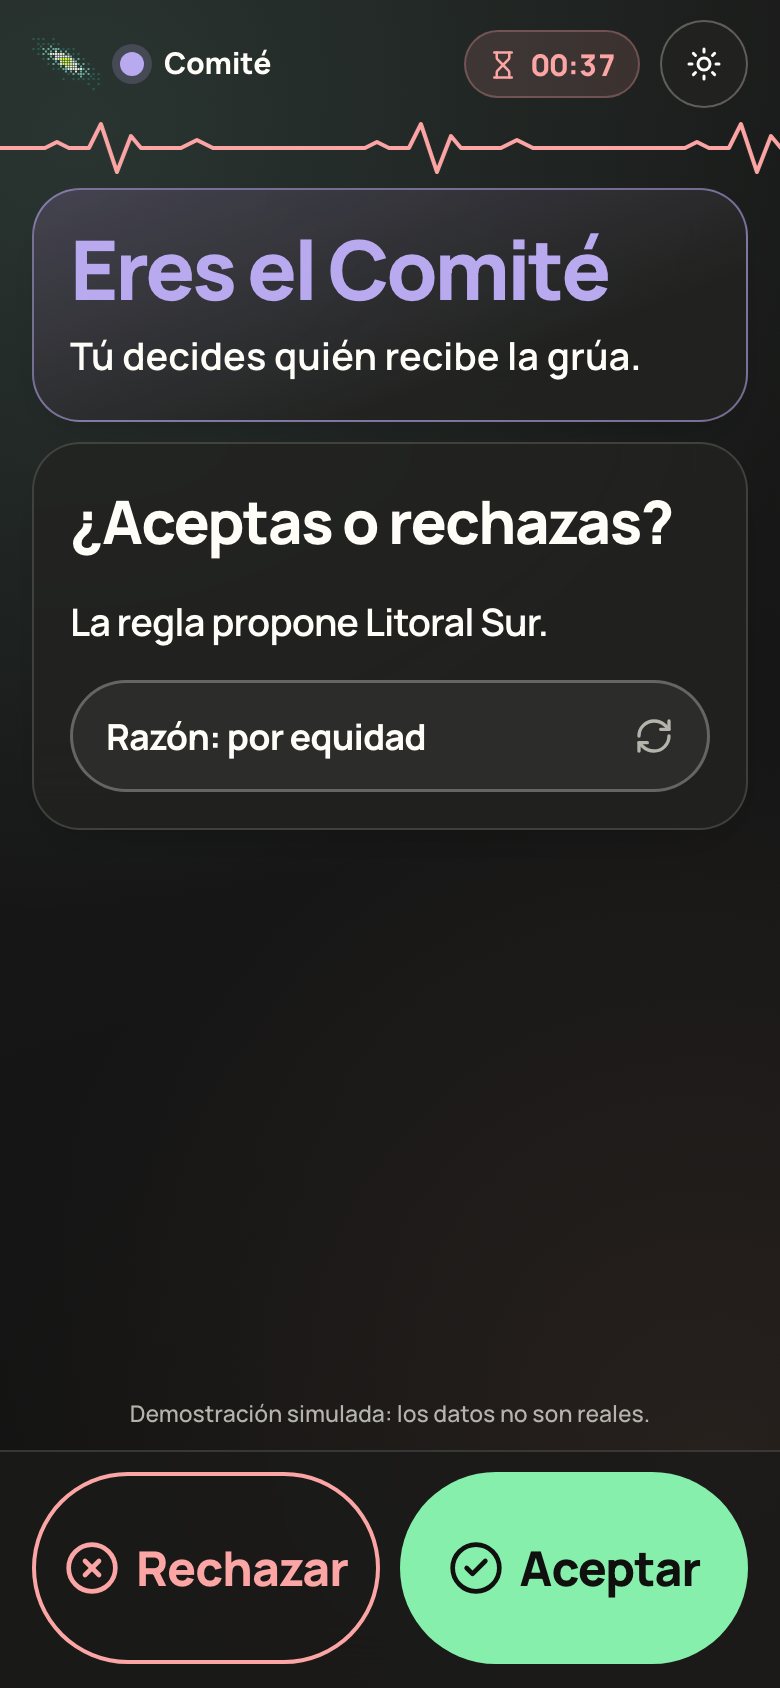 Comité
00:37
Eres el Comité
Tú decides quién recibe la grúa.
¿Aceptas o rechazas?
La regla propone Litoral Sur.
Razón: por equidad
Demostración simulada: los datos no son reales.
Rechazar
Aceptar